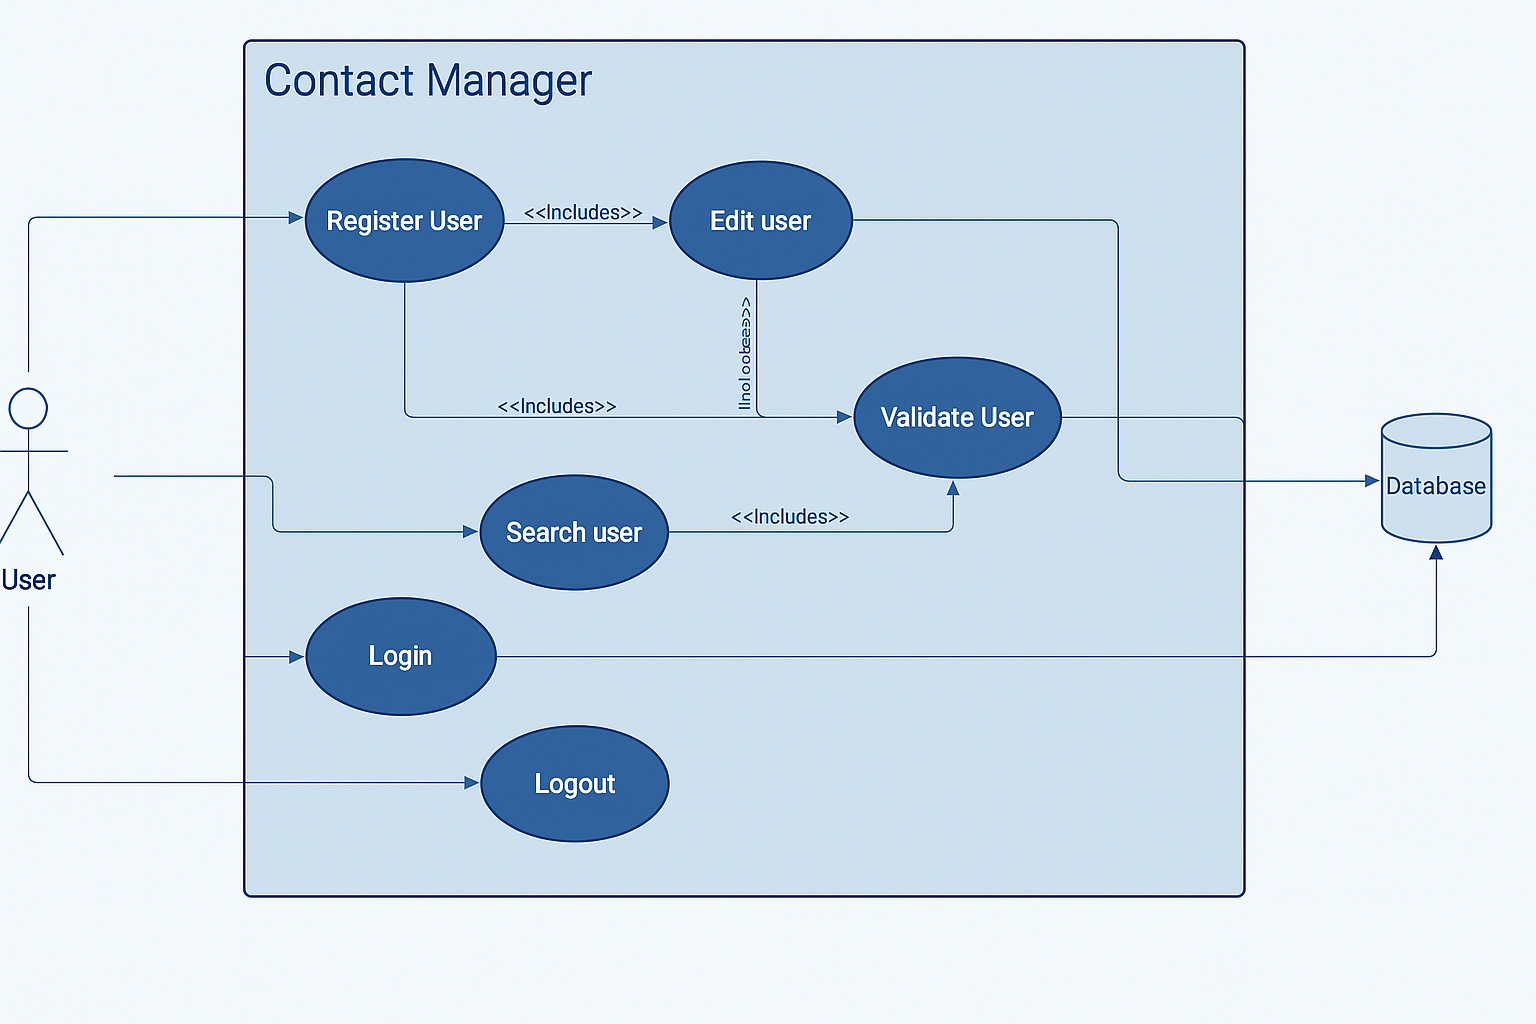 Contact Manager
Register User
<<Includes>>
Edit user
<<Includes>>
Validate User
Database
Search user
<<Includes>>
User
Login
Logout